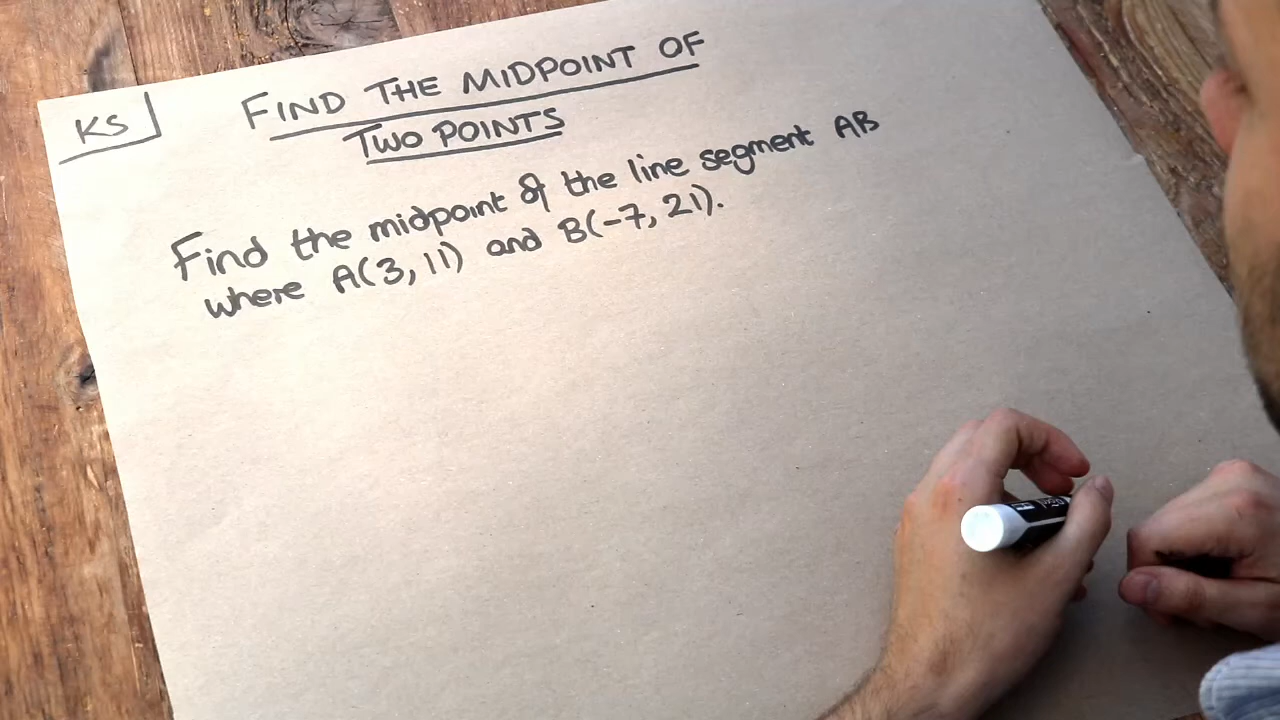 KS
FIND THE MIDPOINT OF
TWO POINTS
Find the midpoint of the line segment AB
where A(3, 11) and B(-7, 21).